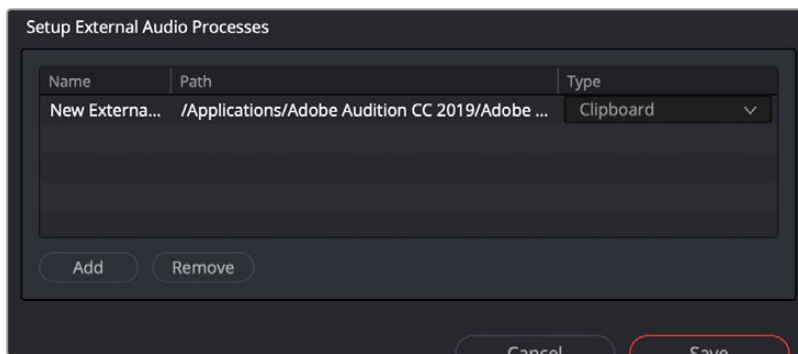 Setup External Audio Processes
Name Path Type
New Externa... /Applications/Adobe Audition CC 2019/Adobe ... Clipboard
Add Remove
Cancel Save